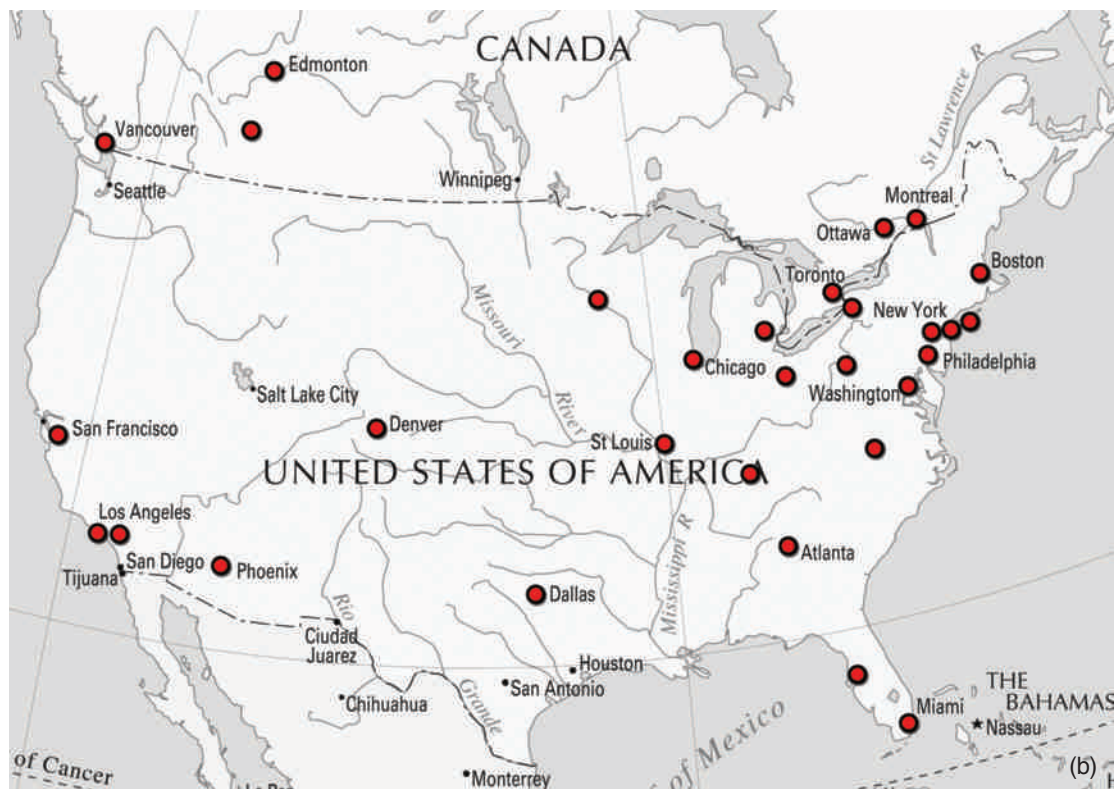 CANADA
Edmonton
Vancouver
Seattle
Winnipeg
St Lawrence R
Montreal
Ottawa
Boston
Toronto
New York
Missouri
River
Chicago
Philadelphia
Washington
Salt Lake City
San Francisco
Denver
St Louis
UNITED STATES OF AMERICA
Los Angeles
San Diego
Tijuana
Phoenix
Mississippi R
Atlanta
Dallas
Rio
Grande
Ciudad
Juarez
Houston
San Antonio
Chihuahua
THE
BAHAMAS
Miami
Nassau
of Mexico
of Cancer
Monterrey
(b)